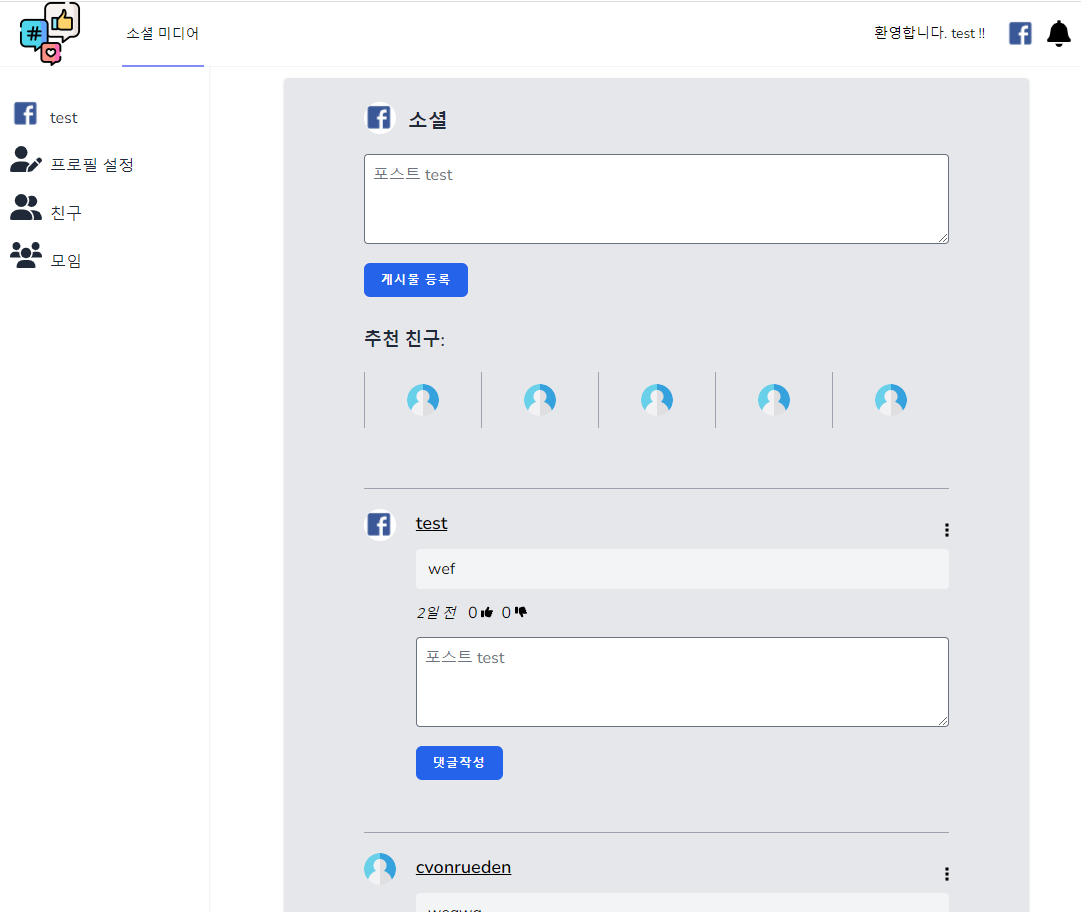 #
소셜 미디어
환영합니다. test !!
test
프로필 설정
친구
모임
소셜
포스트 test
게시물 등록
추천 친구:
test
wef
2일 전 0 0
포스트 test
댓글작성
cvonrueden